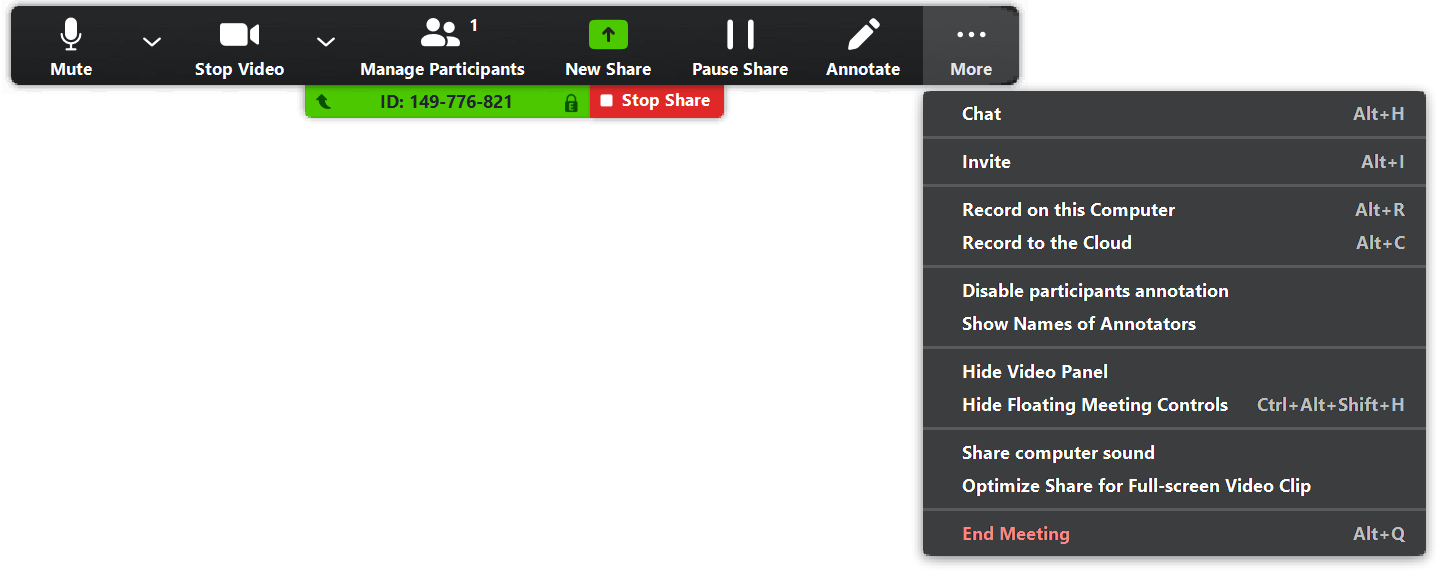 1
Mute Stop Video Manage Participants New Share Pause Share Annotate More
ID: 149-776-821 Stop Share
Chat Alt+H
Invite Alt+I
Record on this Computer Alt+R
Record to the Cloud Alt+C
Disable participants annotation
Show Names of Annotators
Hide Video Panel
Hide Floating Meeting Controls Ctrl+Alt+Shift+H
Share computer sound
Optimize Share for Full-screen Video Clip
End Meeting Alt+Q